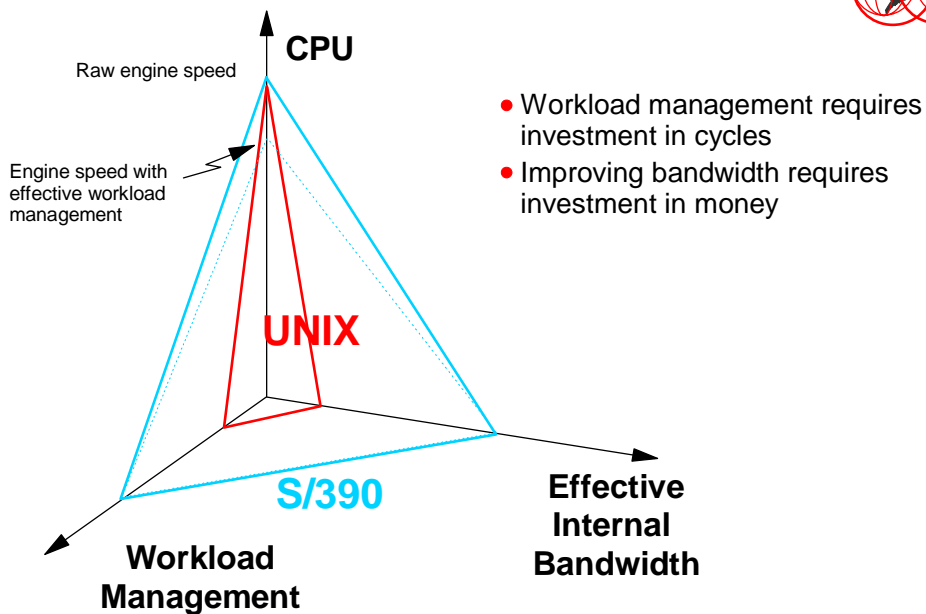 CPU
Raw engine speed
Engine speed with
effective workload
management
• Workload management requires
investment in cycles
• Improving bandwidth requires
investment in money
UNIX
S/390
Effective
Internal
Bandwidth
Workload
Management